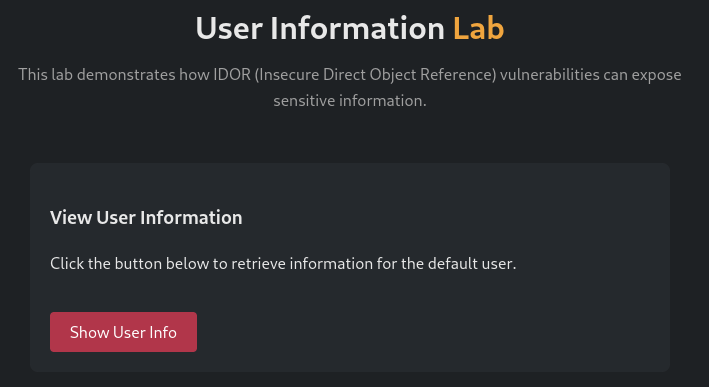 User Information Lab
This lab demonstrates how IDOR (Insecure Direct Object Reference) vulnerabilities can expose
sensitive information.
View User Information
Click the button below to retrieve information for the default user.
Show User Info